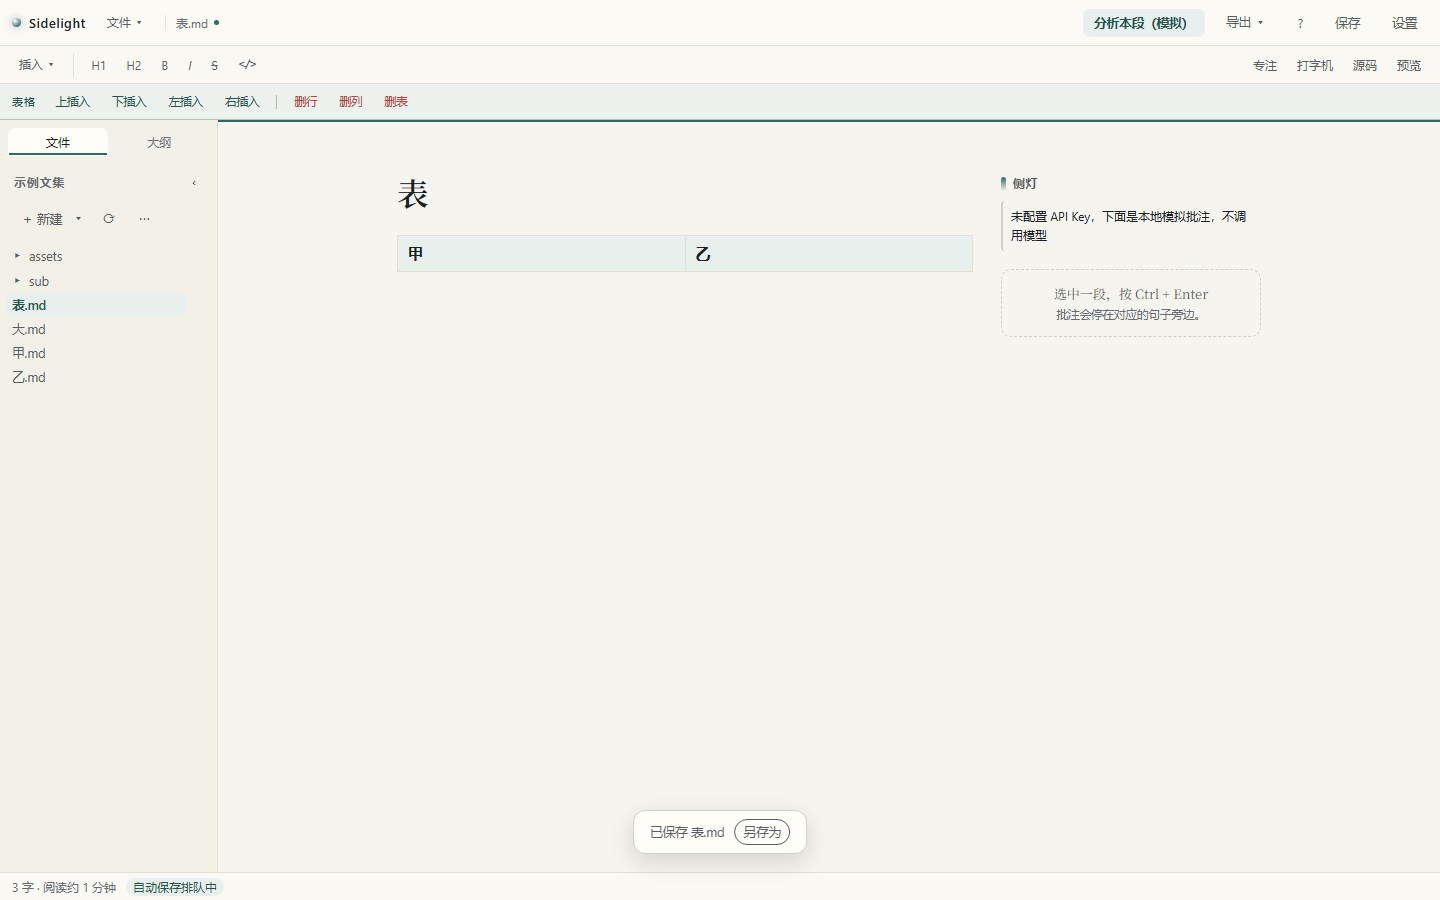 Sidelight 文件 表.md 分析本段（模拟） 导出 ? 保存 设置
插入 H1 H2 B I S </> 专注 打字机 源码 预览
表格 上插入 下插入 左插入 右插入 删行 删列 删表
文件 大纲
示例文集
+ 新建 ...
assets
sub
表.md
大.md
甲.md
乙.md
表
甲 乙
侧灯
未配置 API Key，下面是本地模拟批注，不调
用模型
选中一段，按 Ctrl + Enter
批注会停在对应的句子旁边。
已保存 表.md 另存为
3 字 · 阅读约 1 分钟 自动保存排队中